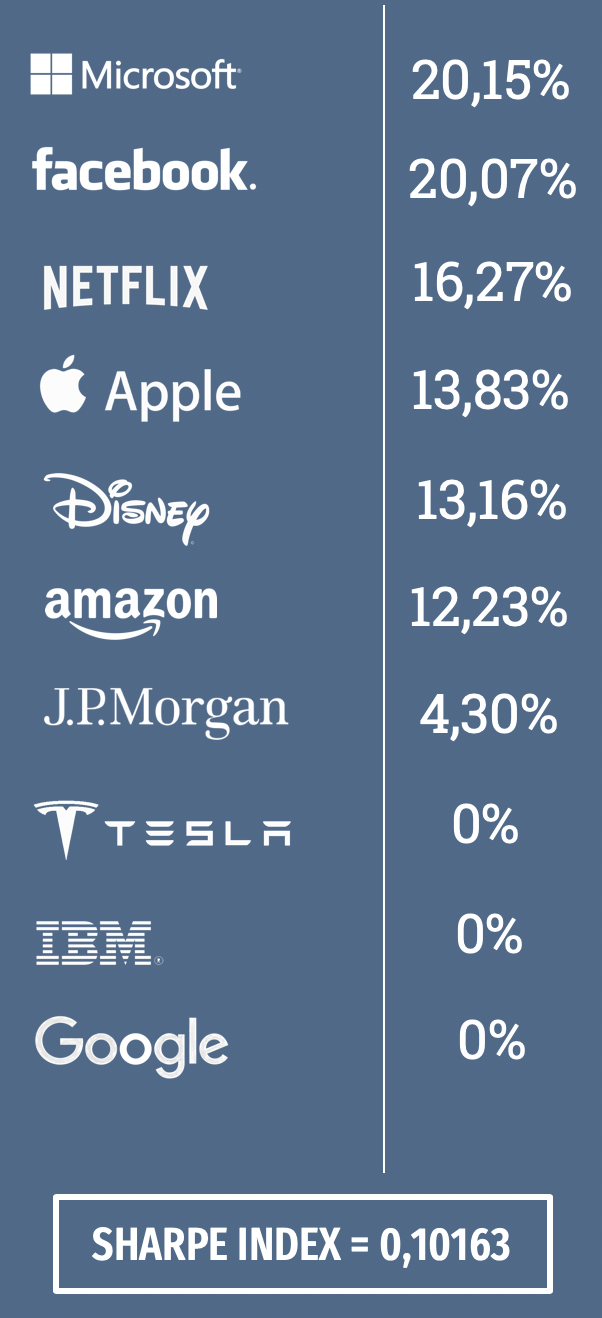 Microsoft 20,15%
facebook. 20,07%
NETFLIX 16,27%
Apple 13,83%
Disney 13,16%
amazon 12,23%
J.P.Morgan 4,30%
TESLA 0%
IBM® 0%
Google 0%
SHARPE INDEX = 0,10163